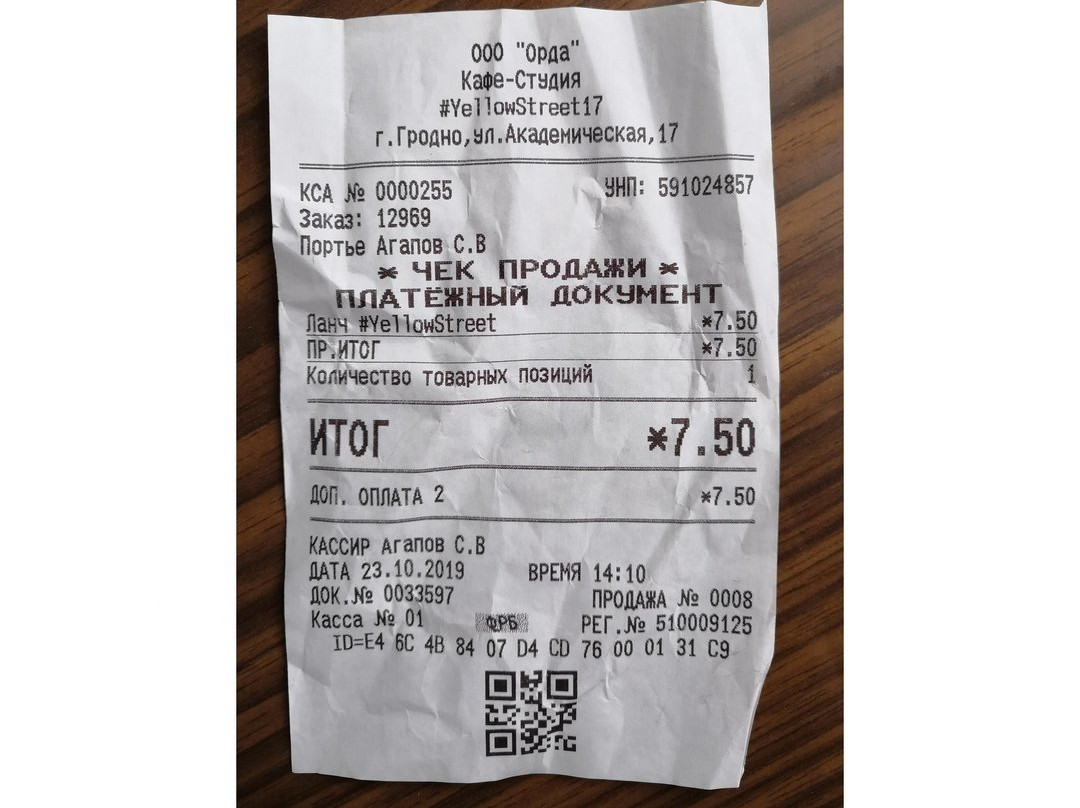 ООО "Орда"
Кафе-Студия
#YellowStreet17
г.Гродно,ул.Академическая,17
КСА № 0000255 УНП: 591024857
Заказ: 12969
Портье Агапов С.В
* ЧЕК ПРОДАЖИ *
ПЛАТЁЖНЫЙ ДОКУМЕНТ
Ланч #YellowStreet *7.50
ПР.ИТОГ *7.50
Количество товарных позиций 1
ИТОГ *7.50
ДОП. ОПЛАТА 2 *7.50
КАССИР Агапов С.В
ДАТА 23.10.2019 ВРЕМЯ 14:10
ДОК.№ 0033597 ПРОДАЖА № 0008
Касса № 01 ФРБ РЕГ.№ 510009125
ID=E4 6C 4B 84 07 D4 CD 76 00 01 31 C9